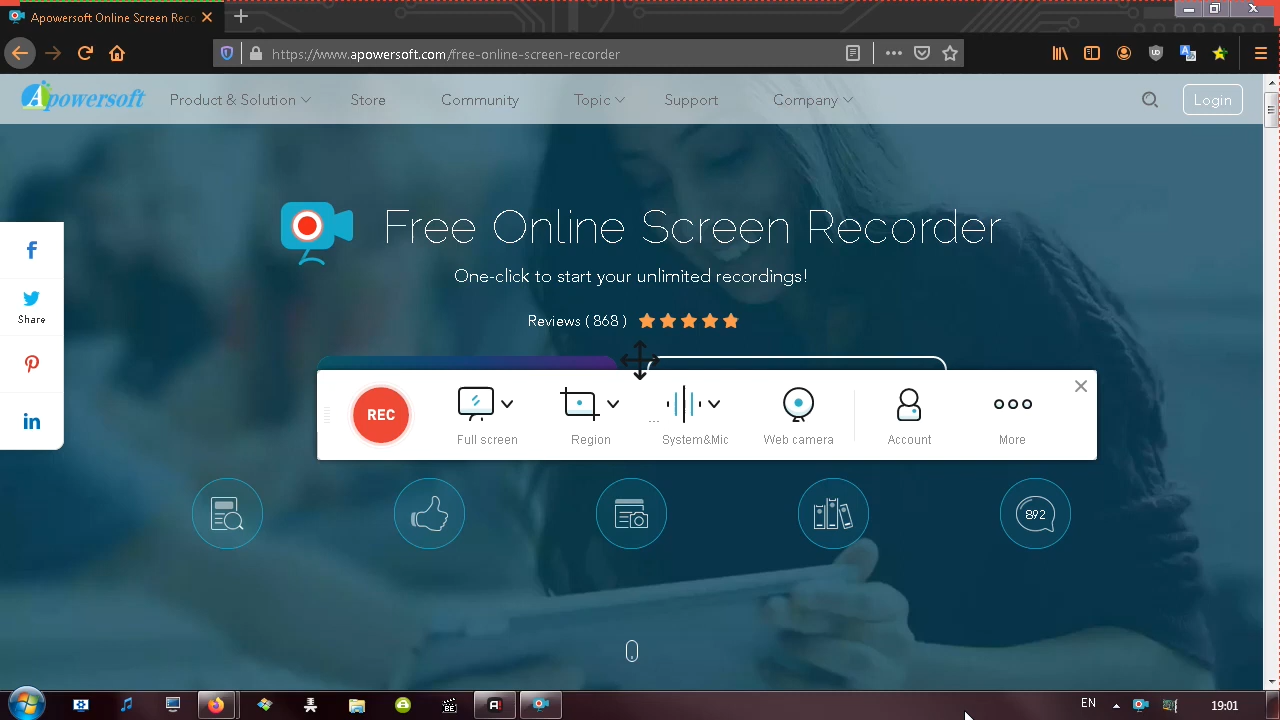 Apowersoft Online Screen Rec
https://www.apowersoft.com/free-online-screen-recorder
Apowersoft
Product & Solution
Store
Community
Topic
Support
Company
Login
Free Online Screen Recorder
One-click to start your unlimited recordings!
Reviews ( 868 )
Share
REC
Full screen
Region
System&Mic
Web camera
Account
More
892
EN
19:01